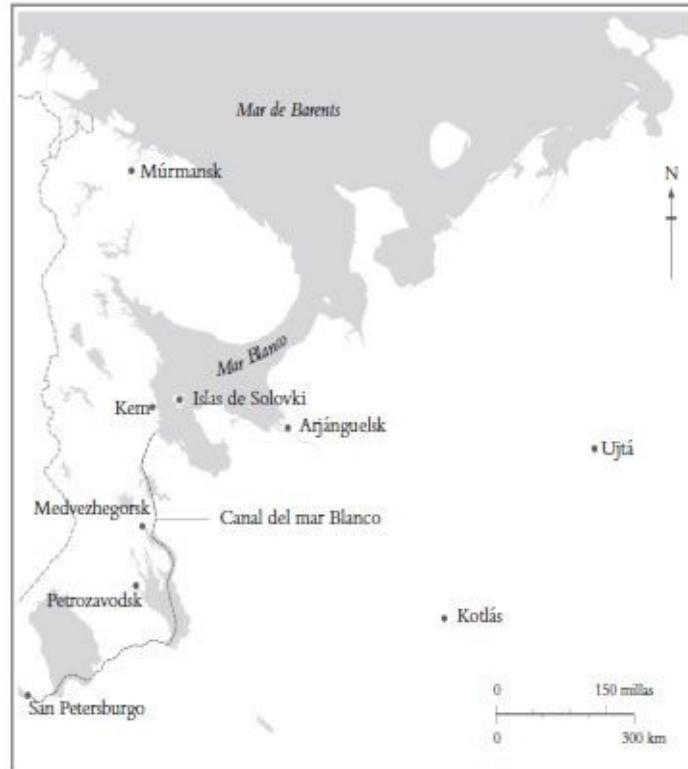 Mar de Barents
Múrmansk
N
Mar Blanco
Islas de Solovki
Kem
Arjánguelsk
Ujtá
Medvezhegorsk
Canal del mar Blanco
Petrozavodsk
Kotlás
San Petersburgo
0 150 millas
0 300 km